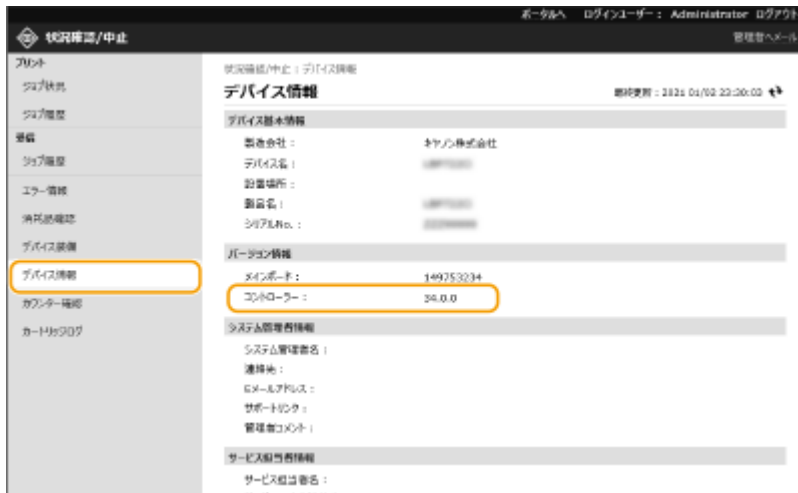 ポータルへ ログインユーザー： Administrator ログアウト
状況確認/中止
管理者へメール
プリント
ジョブ状況
ジョブ履歴
受信
ジョブ履歴
エラー情報
消耗品確認
デバイス装備
デバイス情報
カウンター確認
カートリッジログ
状況確認/中止：デバイス情報
デバイス情報
最終更新：2021 01/02 22:30:03
デバイス基本情報
製造会社： キヤノン株式会社
デバイス名：
設置場所：
製品名：
シリアルNo.：
バージョン情報
メインボード： 149753234
コントローラー： 34.0.0
システム管理者情報
システム管理者名：
連絡先：
Eメールアドレス：
サポートリンク：
管理者コメント：
サービス担当者情報
サービス担当者名：